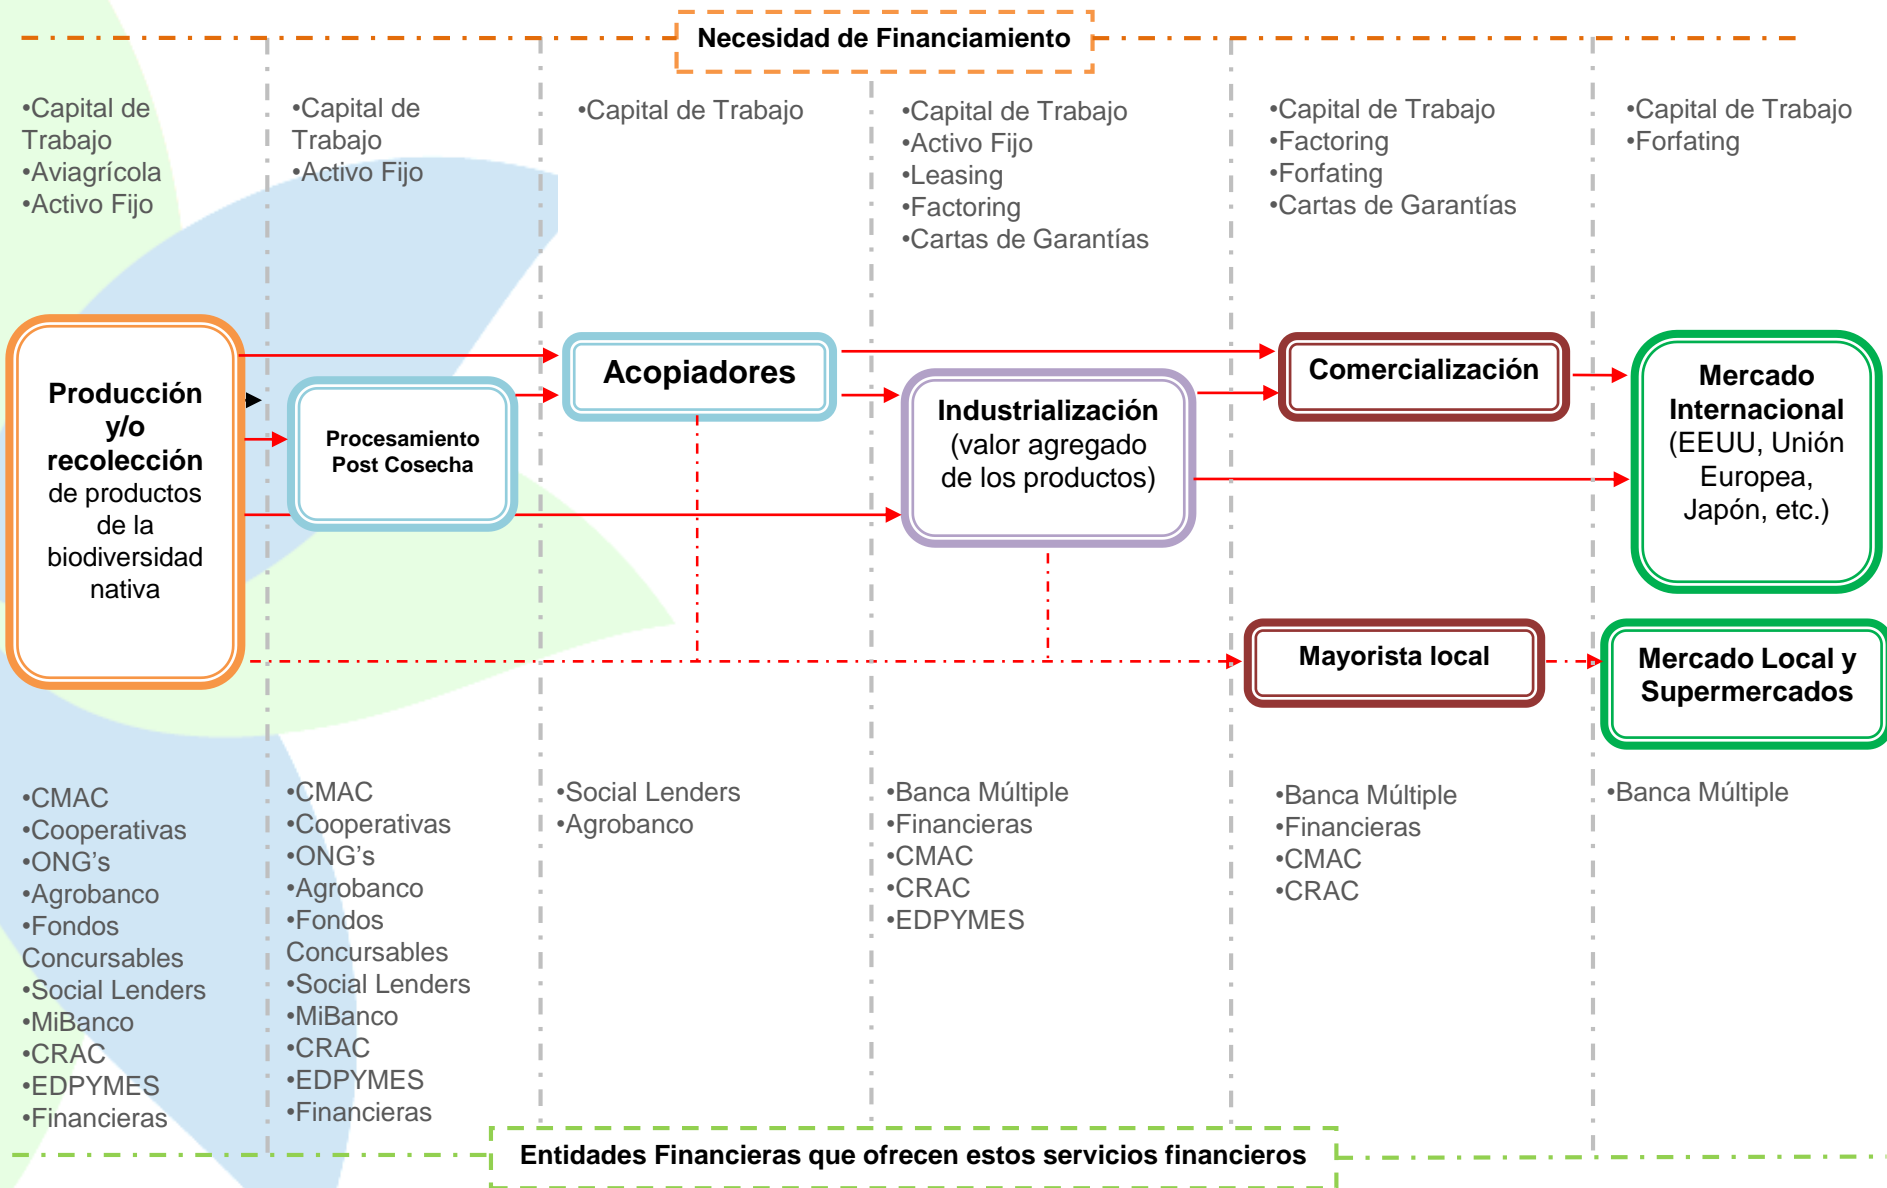 Necesidad de Financiamiento
•Capital de
Trabajo
•Aviagrícola
•Activo Fijo
•Capital de
Trabajo
•Activo Fijo
•Capital de Trabajo
•Capital de Trabajo
•Activo Fijo
•Leasing
•Factoring
•Cartas de Garantías
•Capital de Trabajo
•Factoring
•Forfating
•Cartas de Garantías
•Capital de Trabajo
•Forfating
Producción
y/o
recolección
de productos
de la
biodiversidad
nativa
Procesamiento
Post Cosecha
Acopiadores
Industrialización
(valor agregado
de los productos)
Comercialización
Mercado
Internacional
(EEUU, Unión
Europea,
Japón, etc.)
Mayorista local
Mercado Local y
Supermercados
•CMAC
•Cooperativas
•ONG's
•Agrobanco
•Fondos
Concursables
•Social Lenders
•MiBanco
•CRAC
•EDPYMES
•Financieras
•CMAC
•Cooperativas
•ONG's
•Agrobanco
•Fondos
Concursables
•Social Lenders
•MiBanco
•CRAC
•EDPYMES
•Financieras
•Social Lenders
•Agrobanco
•Banca Múltiple
•Financieras
•CMAC
•CRAC
•EDPYMES
•Banca Múltiple
•Financieras
•CMAC
•CRAC
•Banca Múltiple
Entidades Financieras que ofrecen estos servicios financieros